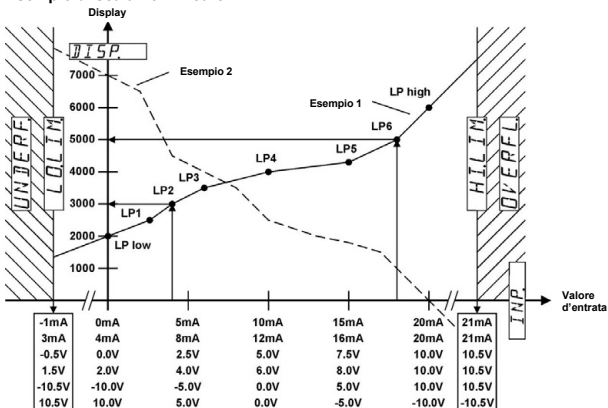 Display
DISP.
7000
6000
5000
4000
3000
2000
1000
Esempio 2
Esempio 1
LP high
LP6
LP5
LP4
LP3
LP2
LP1
LP low
UNDERF.
LO.LIM.
HI.LIM.
OVERFL.
INP.
Valore
d'entrata
-1mA 0mA 5mA 10mA 15mA 20mA 21mA
3mA 4mA 8mA 12mA 16mA 20mA 21mA
-0.5V 0.0V 2.5V 5.0V 7.5V 10.0V 10.5V
1.5V 2.0V 4.0V 6.0V 8.0V 10.0V 10.5V
-10.5V -10.0V -5.0V 0.0V 5.0V 10.0V 10.5V
10.5V 10.0V 5.0V 0.0V -5.0V -10.0V -10.5V